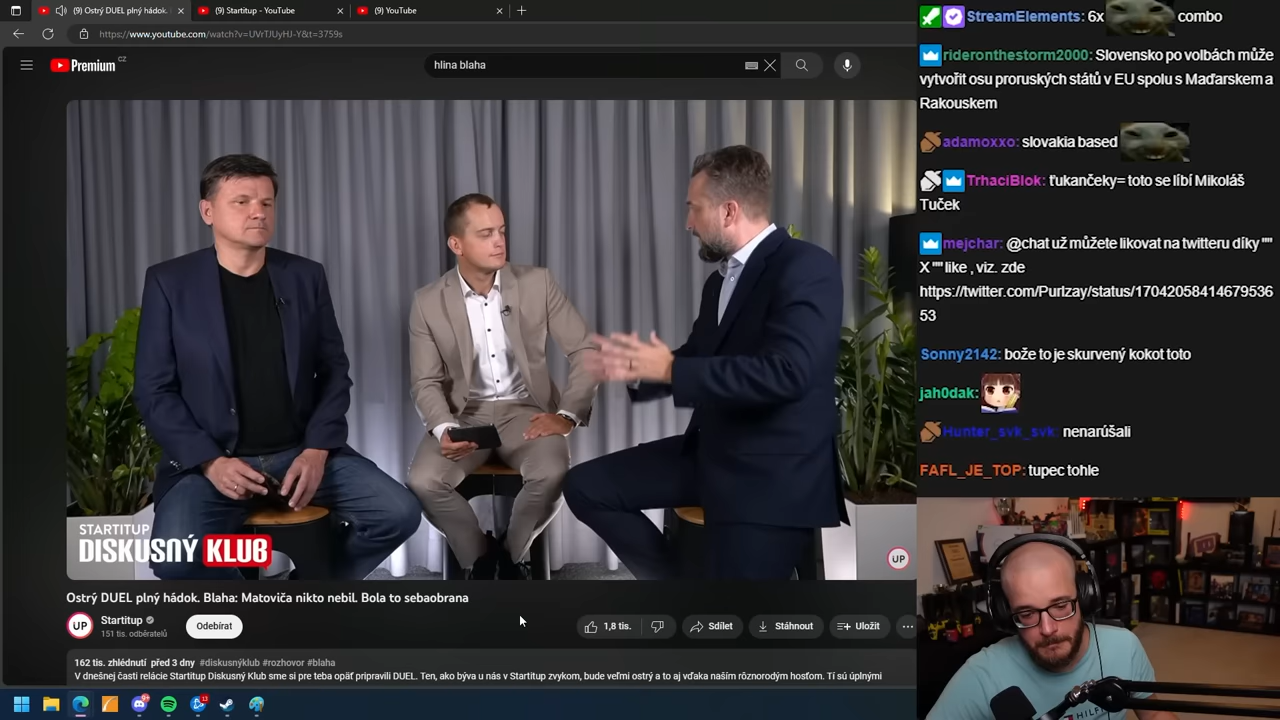 (9) Ostrý DUEL plný hádok.
(9) Startitup - YouTube
(9) YouTube
https://www.youtube.com/watch?v=UVrTJUyHJ-Y&t=3759s
Premium CZ
hlina blaha
STARTITUP
DISKUSNÝ KLUB
UP
Ostrý DUEL plný hádok. Blaha: Matoviča nikto nebil. Bola to sebaobrana
UP
Startitup
151 tis. odběratelů
Odebírat
1,8 tis.
Sdílet
Stáhnout
Uložit
162 tis. zhlédnutí před 3 dny #diskusnýklub #rozhovor #blaha
V dnešnej časti relácie Startitup Diskusný Klub sme si pre teba opäť pripravili DUEL. Ten, ako býva u nás v Startitup zvykom, bude veľmi ostrý a to aj vďaka našim rôznorodým hosťom. Tí sú úplnými
StreamElements: 6x combo
rideronthestorm2000: Slovensko po volbách může
vytvořit osu proruských států v EU spolu s Maďarskem a
Rakouskem
adamoxxo: slovakia based
TrhaciBlok: ťukančeky= toto se líbí Mikoláš
Tuček
mejchar: @chat už můžete likovat na twitteru díky ""
X "" like , viz. zde
https://twitter.com/Purtzay/status/17042058414679536
53
Sonny2142: bože to je skurvený kokot toto
jah0dak:
Hunter_svk_svk: nenarúšali
FAFL_JE_TOP: tupec tohle
HILFI